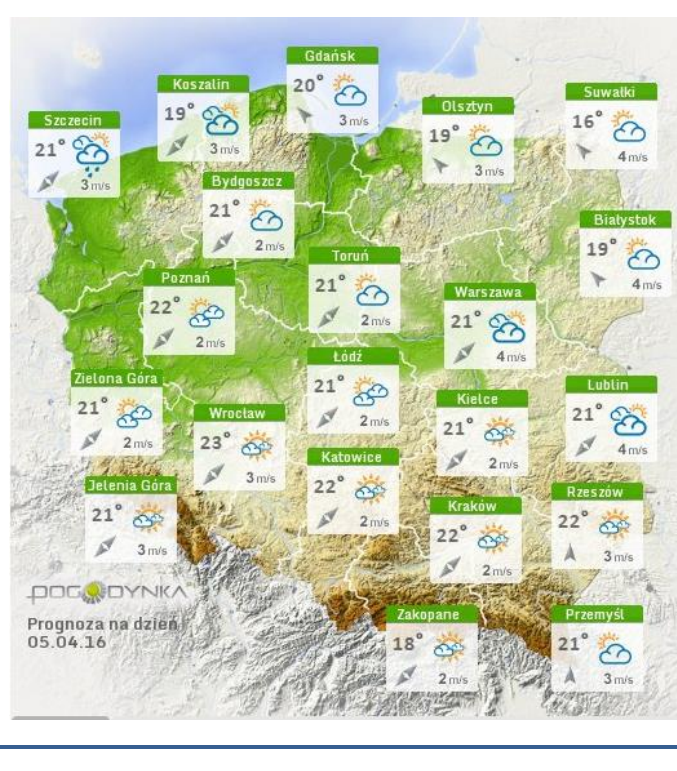 Gdańsk
20°
3 m/s
Koszalin
19°
3 m/s
Suwałki
16°
4 m/s
Olsztyn
19°
3 m/s
Szczecin
21°
3 m/s
Bydgoszcz
21°
2 m/s
Białystok
19°
4 m/s
Toruń
21°
2 m/s
Poznań
22°
2 m/s
Warszawa
21°
4 m/s
Łódź
21°
2 m/s
Zielona Góra
21°
2 m/s
Lublin
21°
4 m/s
Kielce
21°
2 m/s
Wrocław
23°
3 m/s
Katowice
22°
2 m/s
Jelenia Góra
21°
3 m/s
Rzeszów
22°
3 m/s
Kraków
22°
2 m/s
POGODYNKA
Prognoza na dzień
05.04.16
Zakopane
18°
2 m/s
Przemyśl
21°
3 m/s